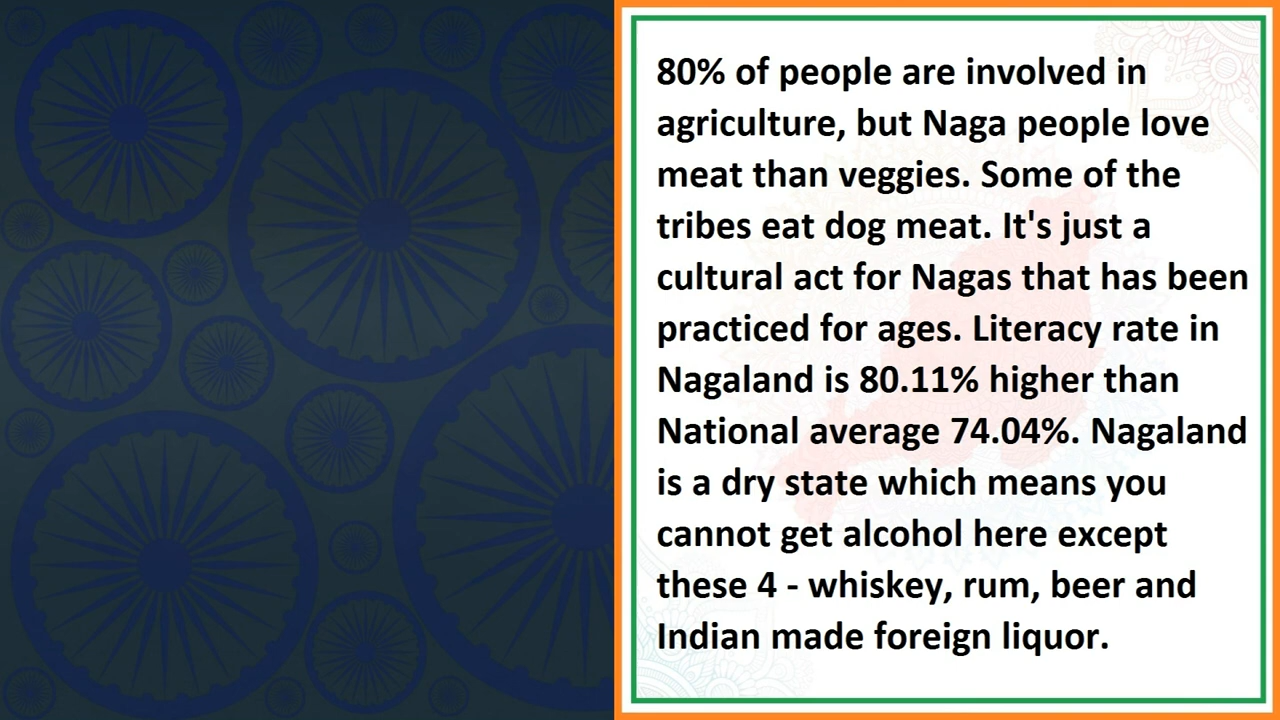 80% of people are involved in
agriculture, but Naga people love
meat than veggies. Some of the
tribes eat dog meat. It's just a
cultural act for Nagas that has been
practiced for ages. Literacy rate in
Nagaland is 80.11% higher than
National average 74.04%. Nagaland
is a dry state which means you
cannot get alcohol here except
these 4 - whiskey, rum, beer and
Indian made foreign liquor.